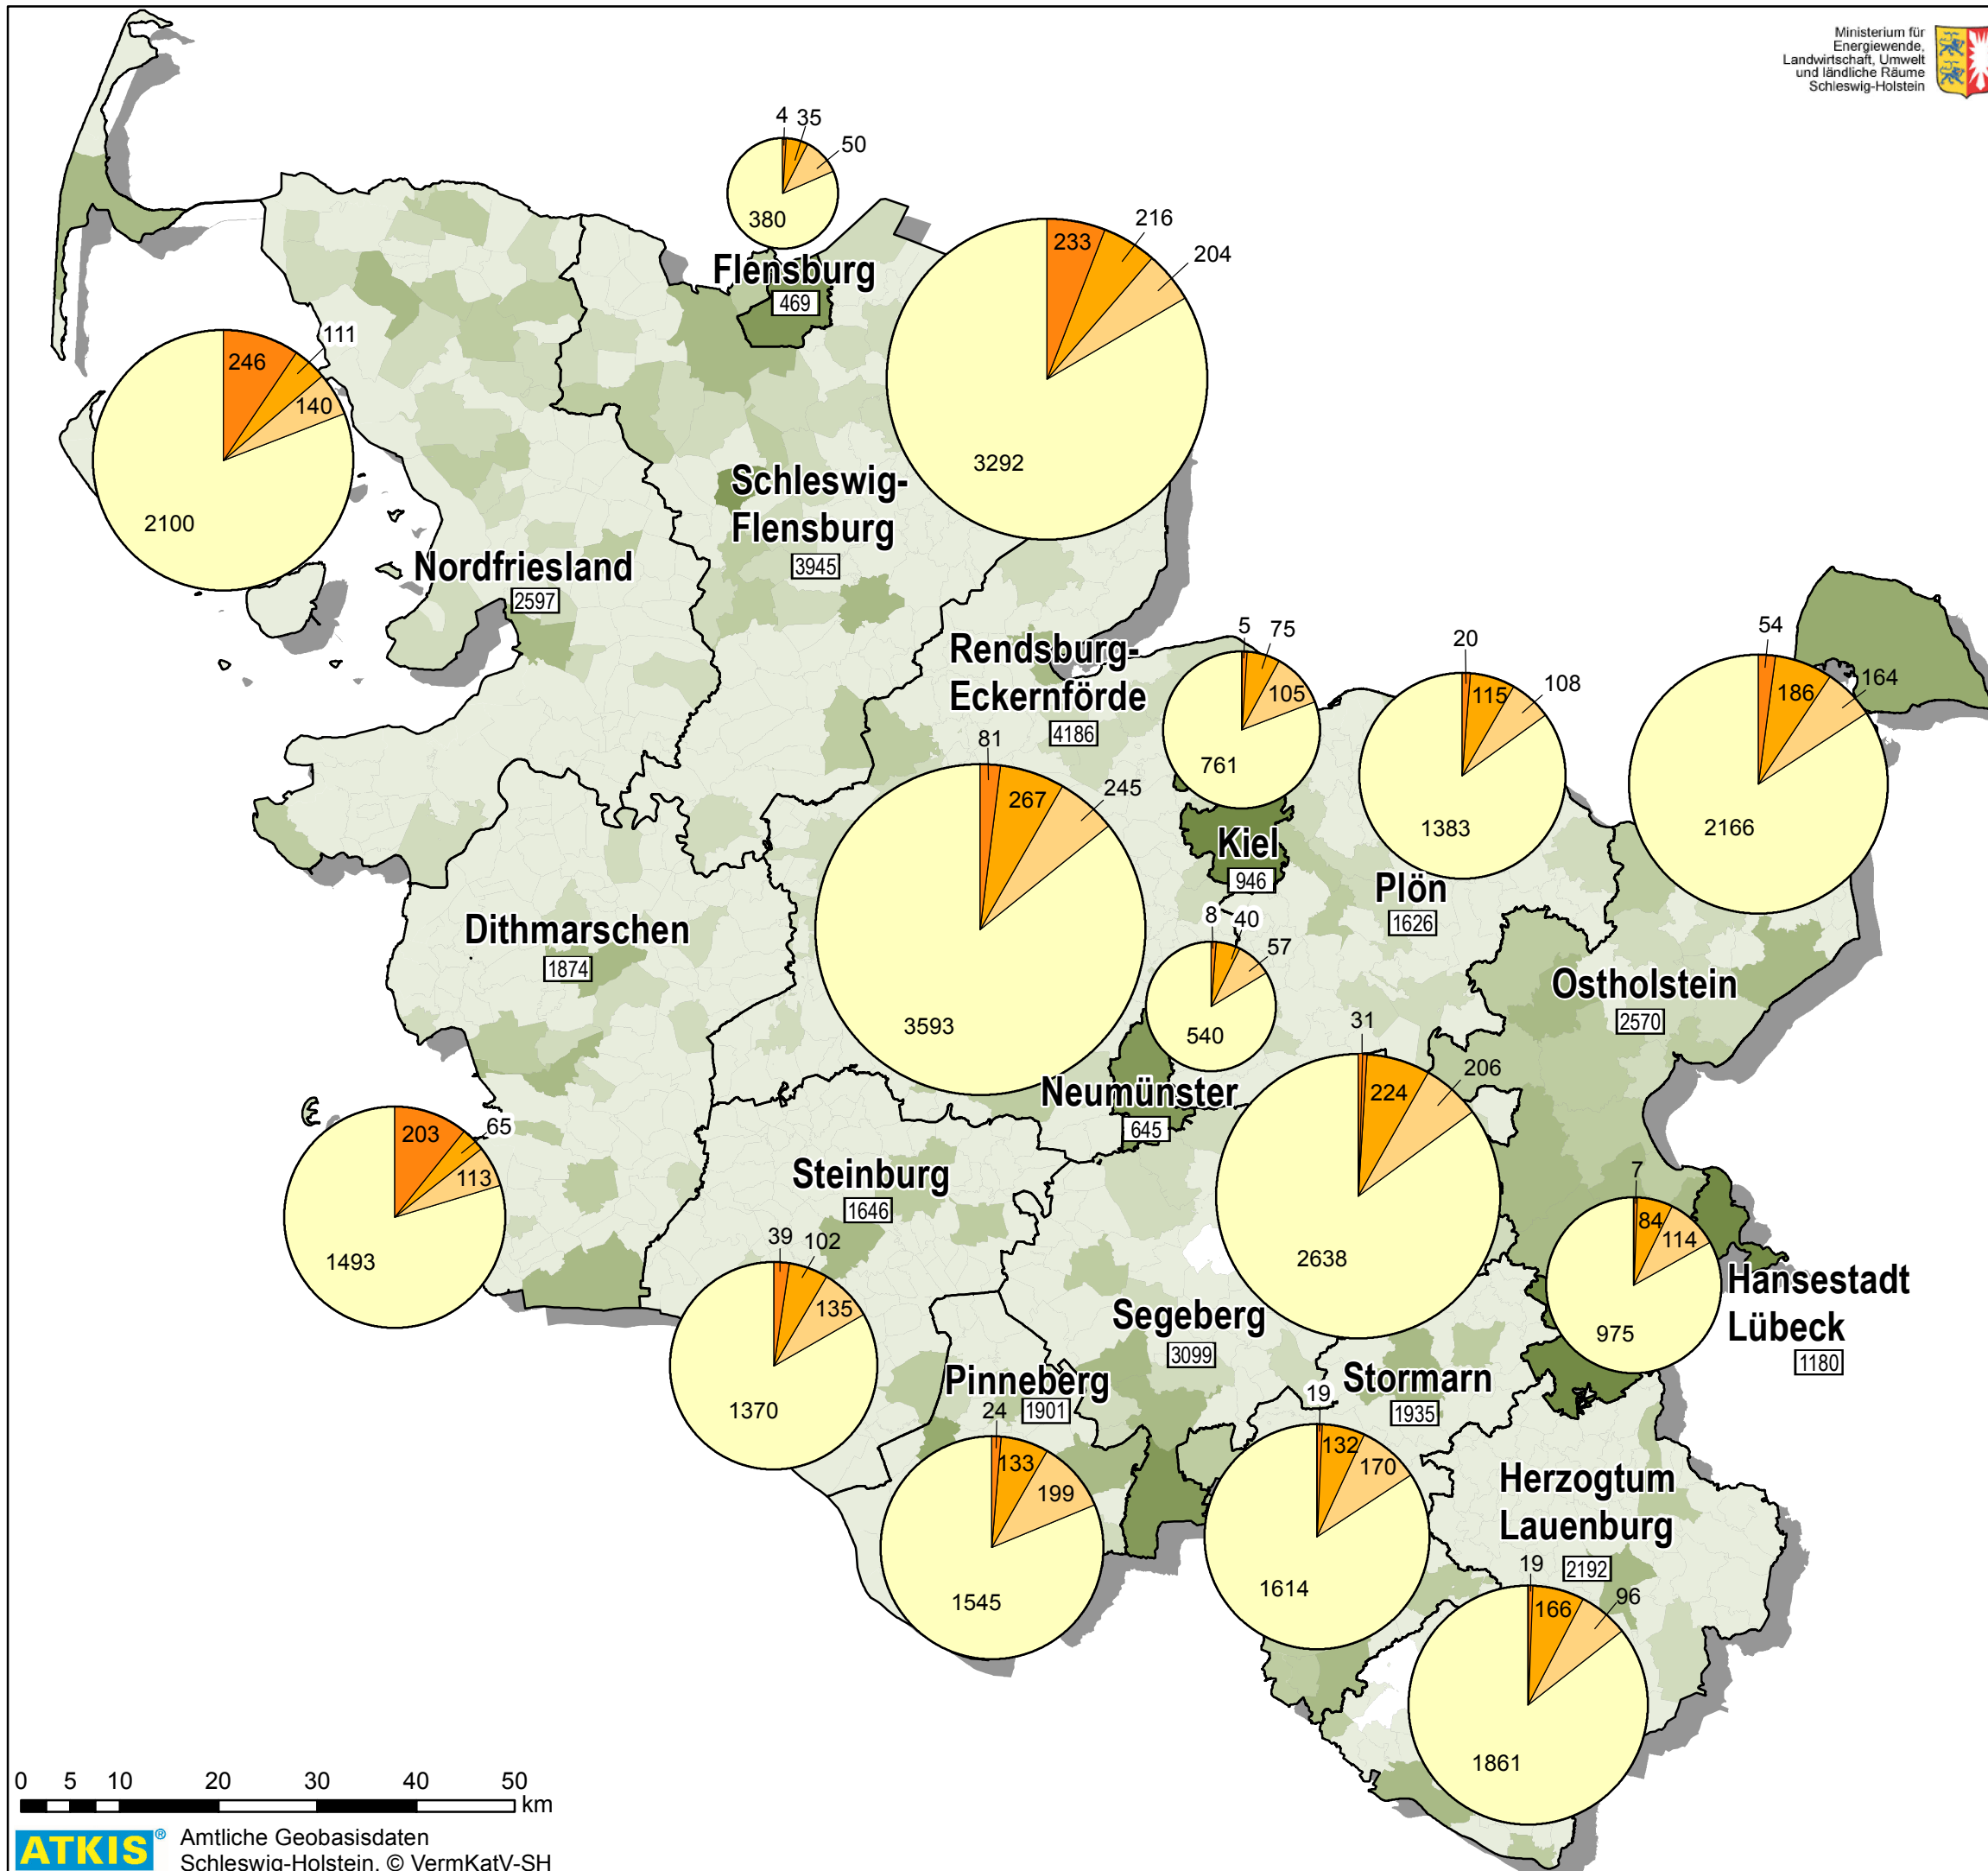 Ministerium für
Energiewende,
Landwirtschaft, Umwelt
und ländliche Räume
Schleswig-Holstein
4 35
50
380
Flensburg
469
233
216
204
3292
246
111
140
2100
Schleswig-
Flensburg
3945
Nordfriesland
2597
Rendsburg-
Eckernförde
4186
81
267
245
3593
5 75
105
761
Kiel
946
20
115
108
1383
Plön
1626
54
186
164
2166
Ostholstein
2570
Dithmarschen
1874
203
65
113
1493
8 40
57
540
Neumünster
645
31
224
206
2638
Steinburg
1646
39 102
135
1370
7
84
114
975
Hansestadt
Lübeck
1180
Segeberg
3099
Pinneberg
1901
24
133
199
1545
Stormarn
1935
19
132
170
1614
Herzogtum
Lauenburg
2192
19
166
96
1861
0 5 10 20 30 40 50
km
ATKIS® Amtliche Geobasisdaten
Schleswig-Holstein, © VermKatV-SH